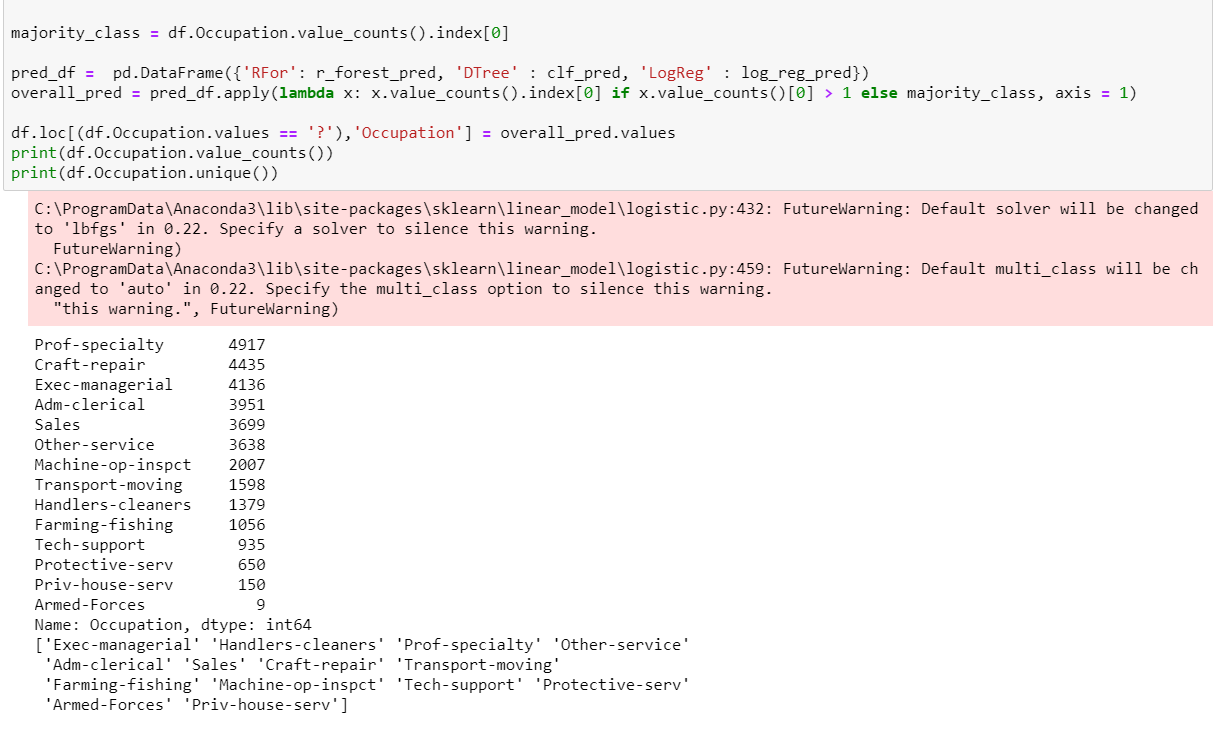 majority_class = df.Occupation.value_counts().index[0]
pred_df =  pd.DataFrame({'RFor': r_forest_pred, 'DTree' : clf_pred, 'LogReg' : log_reg_pred})
overall_pred = pred_df.apply(lambda x: x.value_counts().index[0] if x.value_counts()[0] > 1 else majority_class, axis = 1)
df.loc[(df.Occupation.values == '?'),'Occupation'] = overall_pred.values
print(df.Occupation.value_counts())
print(df.Occupation.unique())
C:\ProgramData\Anaconda3\lib\site-packages\sklearn\linear_model\logistic.py:432: FutureWarning: Default solver will be changed
to 'lbfgs' in 0.22. Specify a solver to silence this warning.
  FutureWarning)
C:\ProgramData\Anaconda3\lib\site-packages\sklearn\linear_model\logistic.py:459: FutureWarning: Default multi_class will be ch
anged to 'auto' in 0.22. Specify the multi_class option to silence this warning.
  "this warning.", FutureWarning)
Prof-specialty       4917
Craft-repair         4435
Exec-managerial      4136
Adm-clerical         3951
Sales                3699
Other-service        3638
Machine-op-inspct    2007
Transport-moving     1598
Handlers-cleaners    1379
Farming-fishing      1056
Tech-support          935
Protective-serv       650
Priv-house-serv       150
Armed-Forces            9
Name: Occupation, dtype: int64
['Exec-managerial' 'Handlers-cleaners' 'Prof-specialty' 'Other-service'
 'Adm-clerical' 'Sales' 'Craft-repair' 'Transport-moving'
 'Farming-fishing' 'Machine-op-inspct' 'Tech-support' 'Protective-serv'
 'Armed-Forces' 'Priv-house-serv']